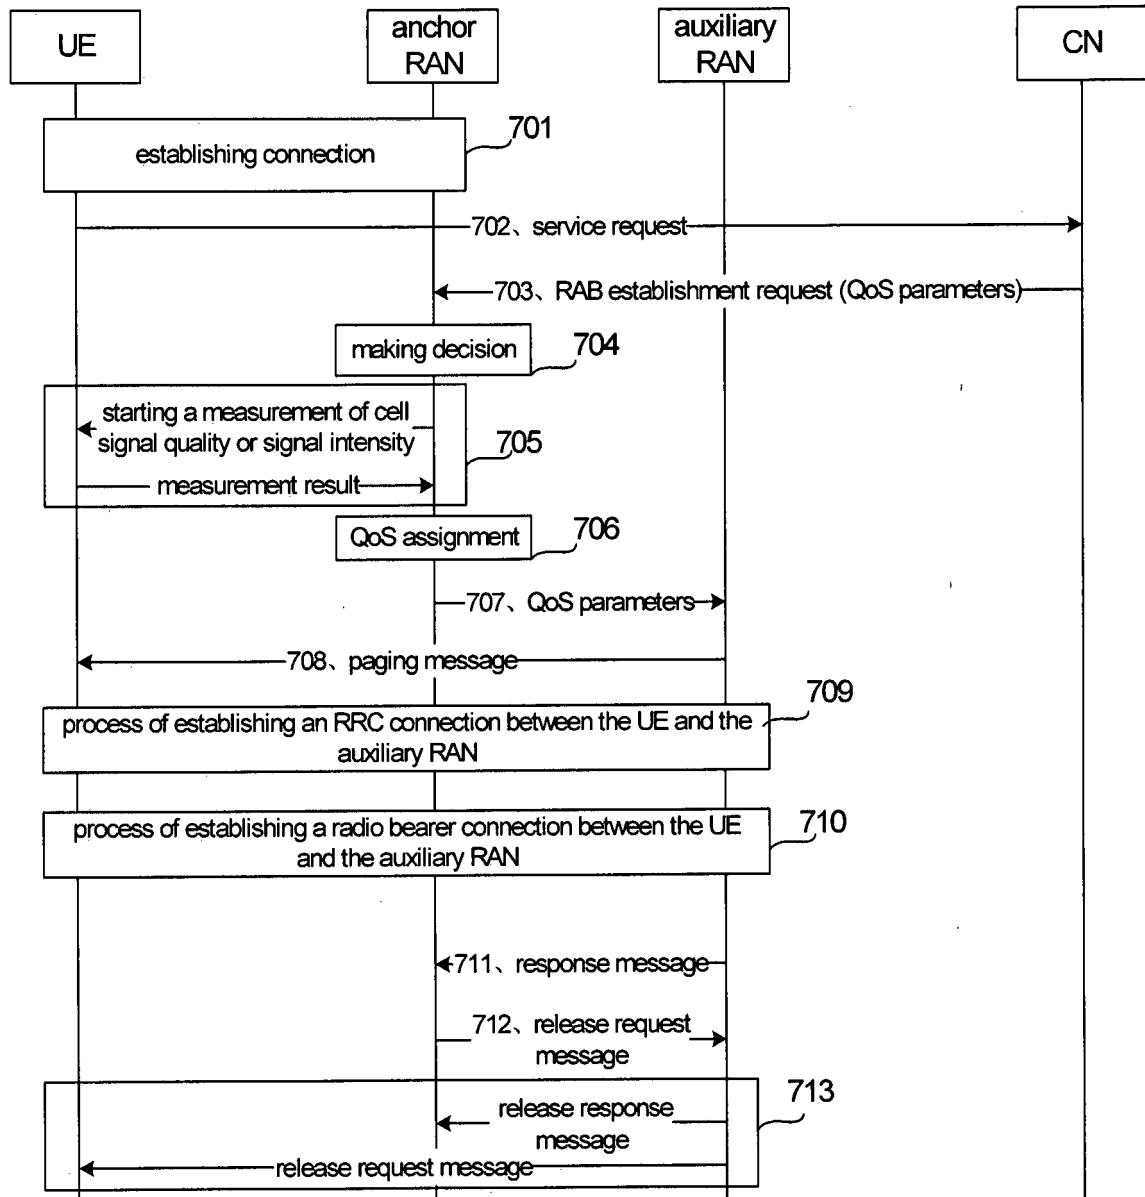 UE
anchor
RAN
auxiliary
RAN
CN
establishing connection
701
702、service request
703、RAB establishment request (QoS parameters)
making decision
704
starting a measurement of cell
signal quality or signal intensity
705
measurement result
QoS assignment
706
707、QoS parameters
708、paging message
709
process of establishing an RRC connection between the UE and the
auxiliary RAN
710
process of establishing a radio bearer connection between the UE
and the auxiliary RAN
711、response message
712、release request
message
713
release response
message
release request message